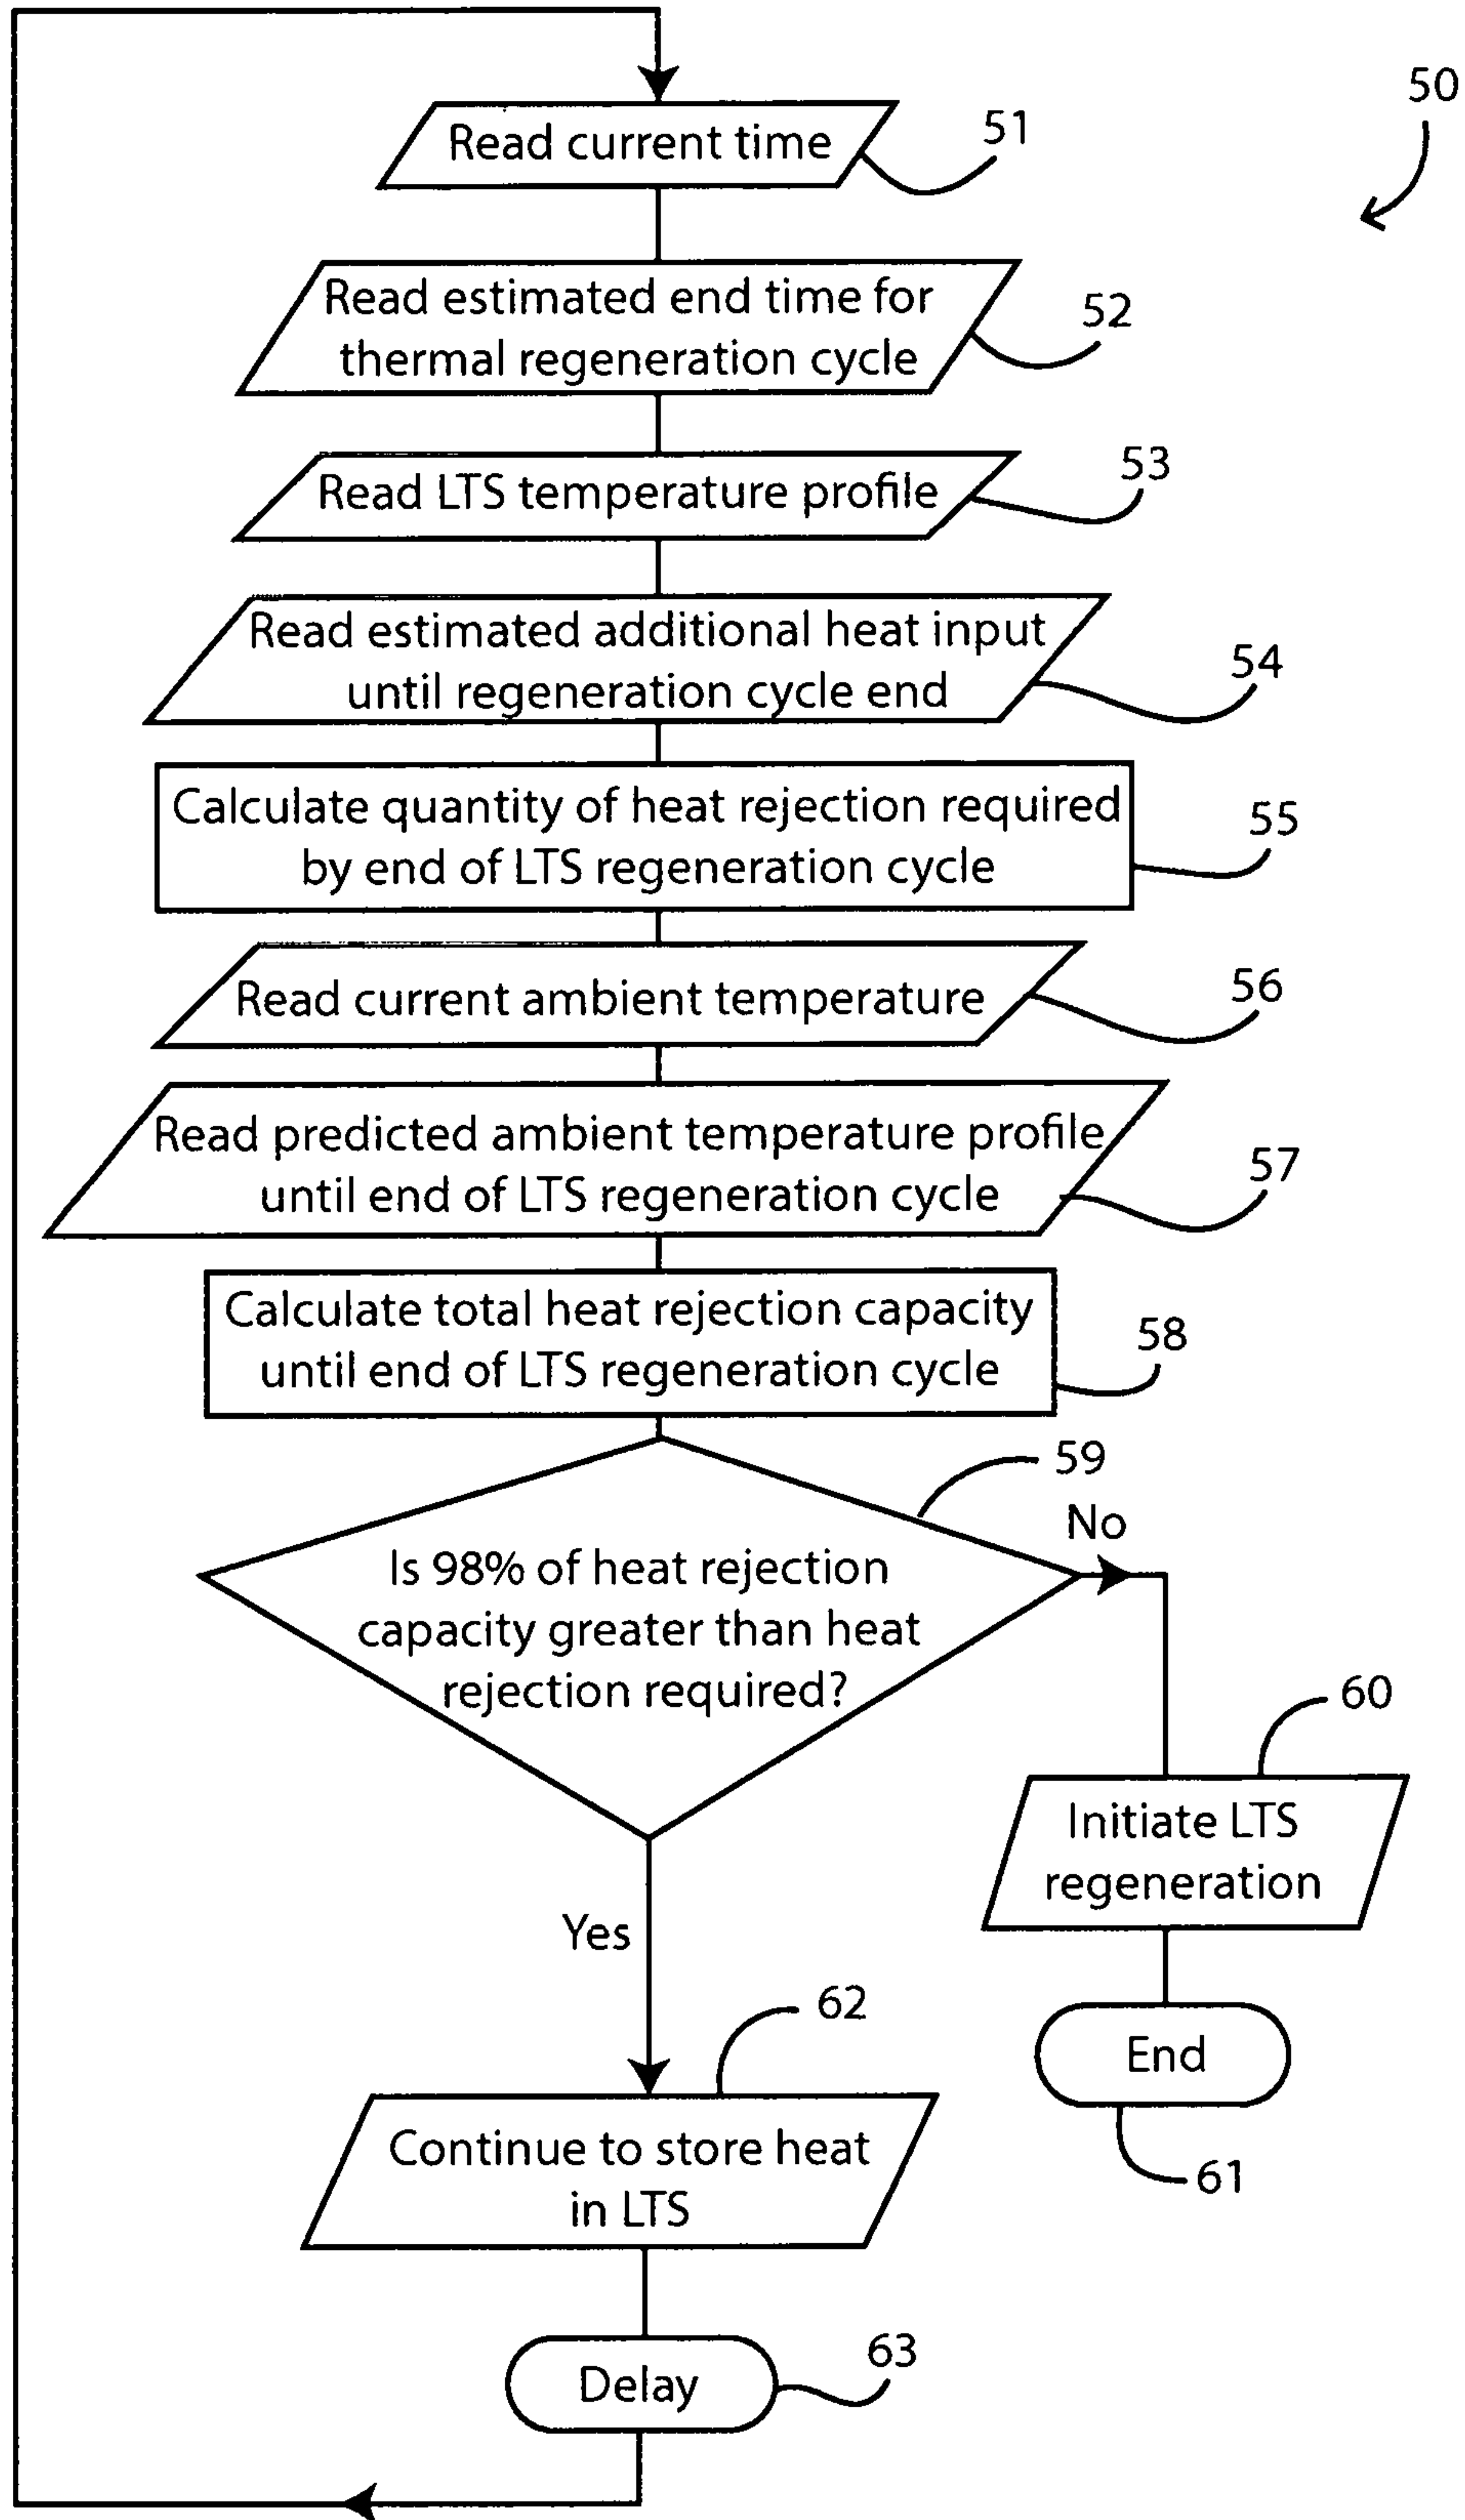 50
Read current time
51
Read estimated end time for
thermal regeneration cycle
52
Read LTS temperature profile
53
Read estimated additional heat input
until regeneration cycle end
54
Calculate quantity of heat rejection required
by end of LTS regeneration cycle
55
Read current ambient temperature
56
Read predicted ambient temperature profile
until end of LTS regeneration cycle
57
Calculate total heat rejection capacity
until end of LTS regeneration cycle
58
59
No
Is 98% of heat rejection
capacity greater than heat
rejection required?
60
Initiate LTS
regeneration
Yes
62
End
61
Continue to store heat
in LTS
63
Delay